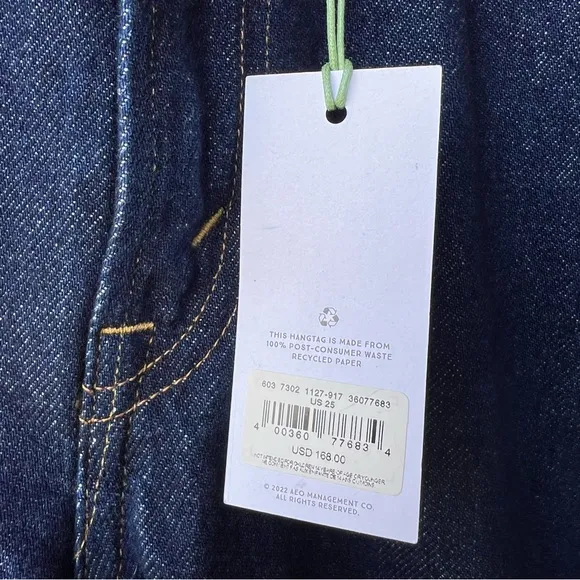 THIS HANGTAG IS MADE FROM
100% POST-CONSUMER WASTE
RECYCLED PAPER
603 7302 1127-917 36077683
US 25
4 00360 77683 4
USD 168.00
© 2022 AEO MANAGEMENT CO.
ALL RIGHTS RESERVED.